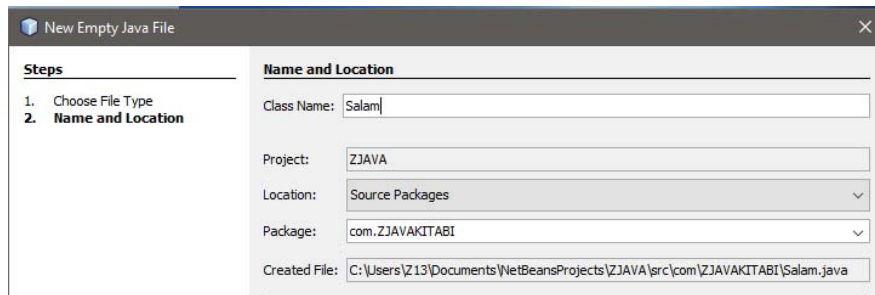 New Empty Java File
Steps
1. Choose File Type
2. Name and Location
Name and Location
Class Name: Salam
Project: ZJAVA
Location: Source Packages
Package: com.ZJAVAKITABI
Created File: C:\Users\Z13\Documents\NetBeansProjects\ZJAVA\src\com\ZJAVAKITABI\Salam.java